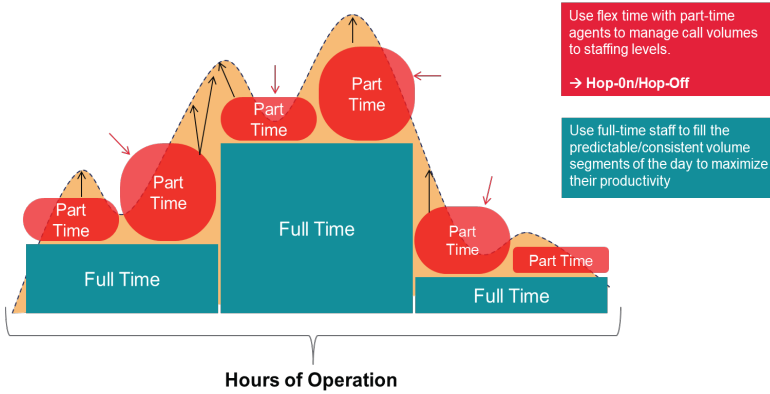 Use flex time with part-time
agents to manage call volumes
to staffing levels.
→ Hop-0n/Hop-Off
Use full-time staff to fill the
predictable/consistent volume
segments of the day to maximize
their productivity
Part
Time
Part
Time
Part
Time
Part
Time
Part
Time
Part Time
Full Time
Full Time
Full Time
Hours of Operation